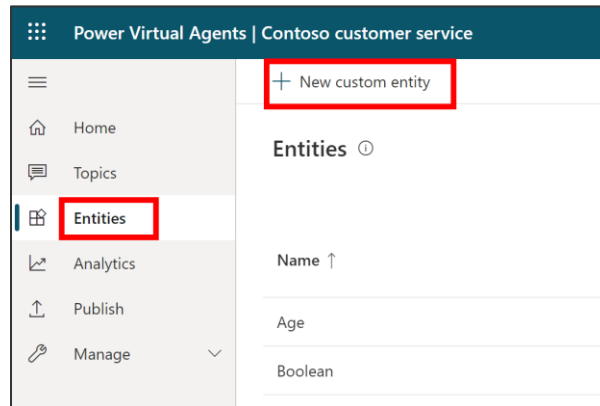 Power Virtual Agents | Contoso customer service
+ New custom entity
Home
Entities
Topics
Entities
Analytics
Name ↑
Publish
Age
Manage
Boolean